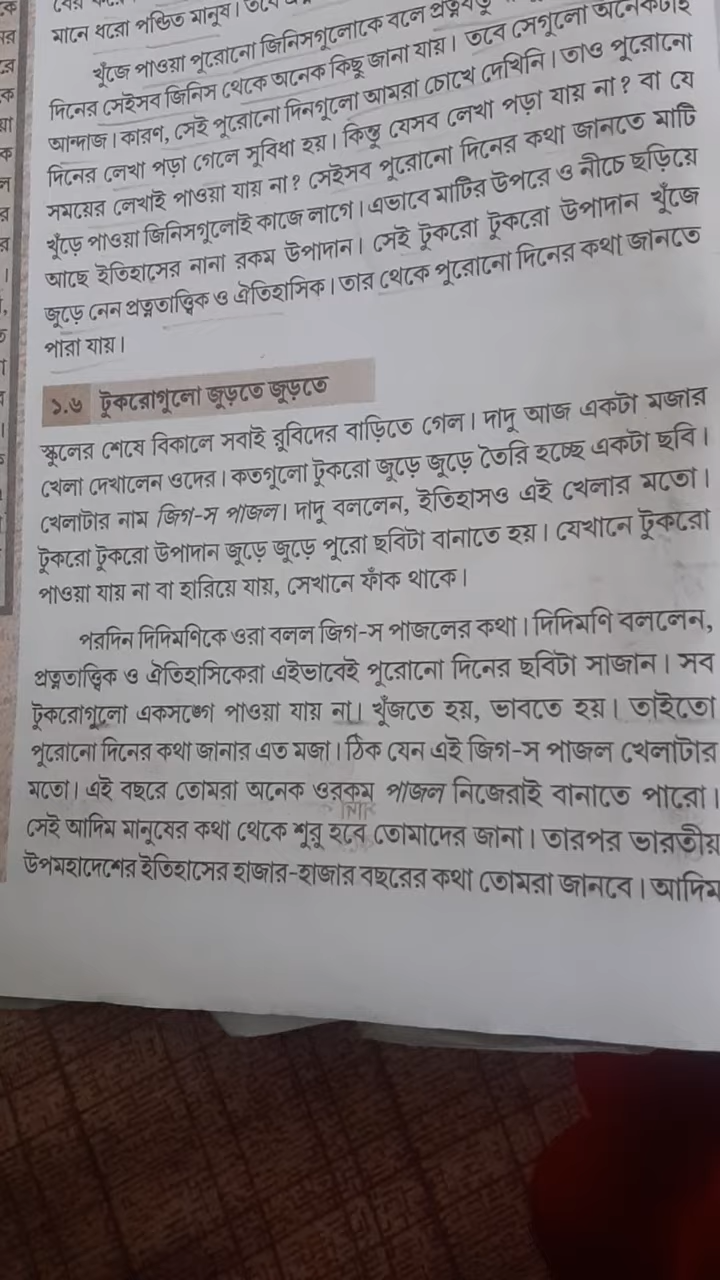 মানে ধরো পণ্ডিত মানুষ।
খুঁজে পাওয়া পুরোনো জিনিসগুলোকে বলে
দিনের সেইসব জিনিস থেকে অনেক কিছু জানা যায়। তবে সেগুলো অনেকটাই
আন্দাজ। কারণ, সেই পুরোনো দিনগুলো আমরা চোখে দেখিনি। তাও পুরোনো
দিনের লেখা পড়া গেলে সুবিধা হয়। কিন্তু যেসব লেখা পড়া যায় না? বা যে
সময়ের লেখাই পাওয়া যায় না? সেইসব পুরোনো দিনের কথা জানতে মাটি
খুঁড়ে পাওয়া জিনিসগুলোই কাজে লাগে। এভাবে মাটির উপরে ও নীচে ছড়িয়ে
আছে ইতিহাসের নানা রকম উপাদান। সেই টুকরো টুকরো উপাদান খুঁজে
জুড়ে নেন প্রত্নতাত্ত্বিক ও ঐতিহাসিক। তার থেকে পুরোনো দিনের কথা জানতে
পারা যায়।
১.৬ টুকরোগুলো জুড়তে জুড়তে
স্কুলের শেষে বিকালে সবাই রুবিদের বাড়িতে গেল। দাদু আজ একটা মজার
খেলা দেখালেন ওদের। কতগুলো টুকরো জুড়ে জুড়ে তৈরি হচ্ছে একটা ছবি।
খেলাটার নাম জিগ-স পাজল। দাদু বললেন, ইতিহাসও এই খেলার মতো।
টুকরো টুকরো উপাদান জুড়ে জুড়ে পুরো ছবিটা বানাতে হয়। যেখানে টুকরো
পাওয়া যায় না বা হারিয়ে যায়, সেখানে ফাঁক থাকে।
পরদিন দিদিমণিকে ওরা বলল জিগ-স পাজলের কথা। দিদিমণি বললেন,
প্রত্নতাত্ত্বিক ও ঐতিহাসিকেরা এইভাবেই পুরোনো দিনের ছবিটা সাজান। সব
টুকরোগুলো একসঙ্গে পাওয়া যায় না। খুঁজতে হয়, ভাবতে হয়। তাইতো
পুরোনো দিনের কথা জানার এত মজা। ঠিক যেন এই জিগ-স পাজল খেলাটার
মতো। এই বছরে তোমরা অনেক ওরকম পাজল নিজেরাই বানাতে পারো।
সেই আদিম মানুষের কথা থেকে শুরু হবে তোমাদের জানা। তারপর ভারতীয়
উপমহাদেশের ইতিহাসের হাজার-হাজার বছরের কথা তোমরা জানবে। আদিম